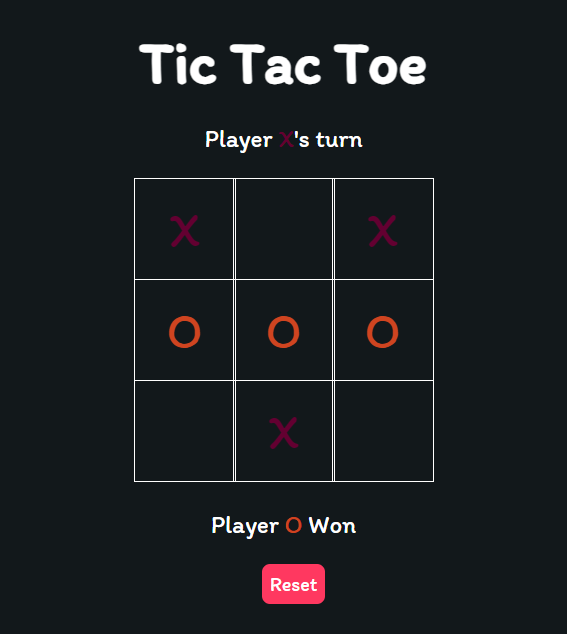 Tic Tac Toe
Player X's turn
X X
O O O
X
Player O Won
Reset